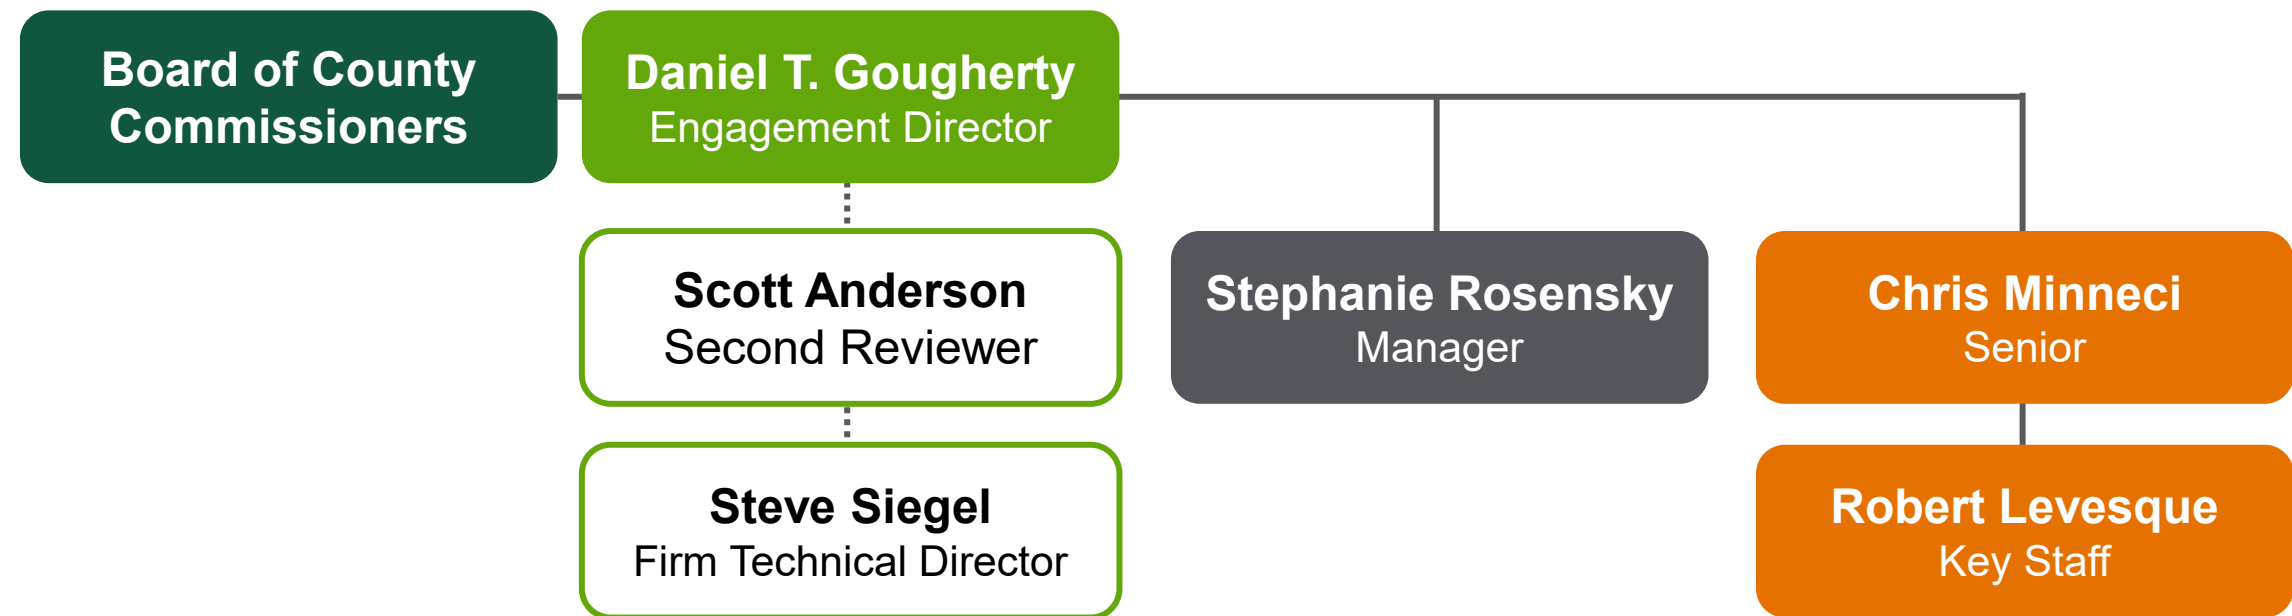 Board of County
Commissioners
Daniel T. Gougherty
Engagement Director
Scott Anderson
Second Reviewer
Stephanie Rosensky
Manager
Chris Minneci
Senior
Steve Siegel
Firm Technical Director
Robert Levesque
Key Staff